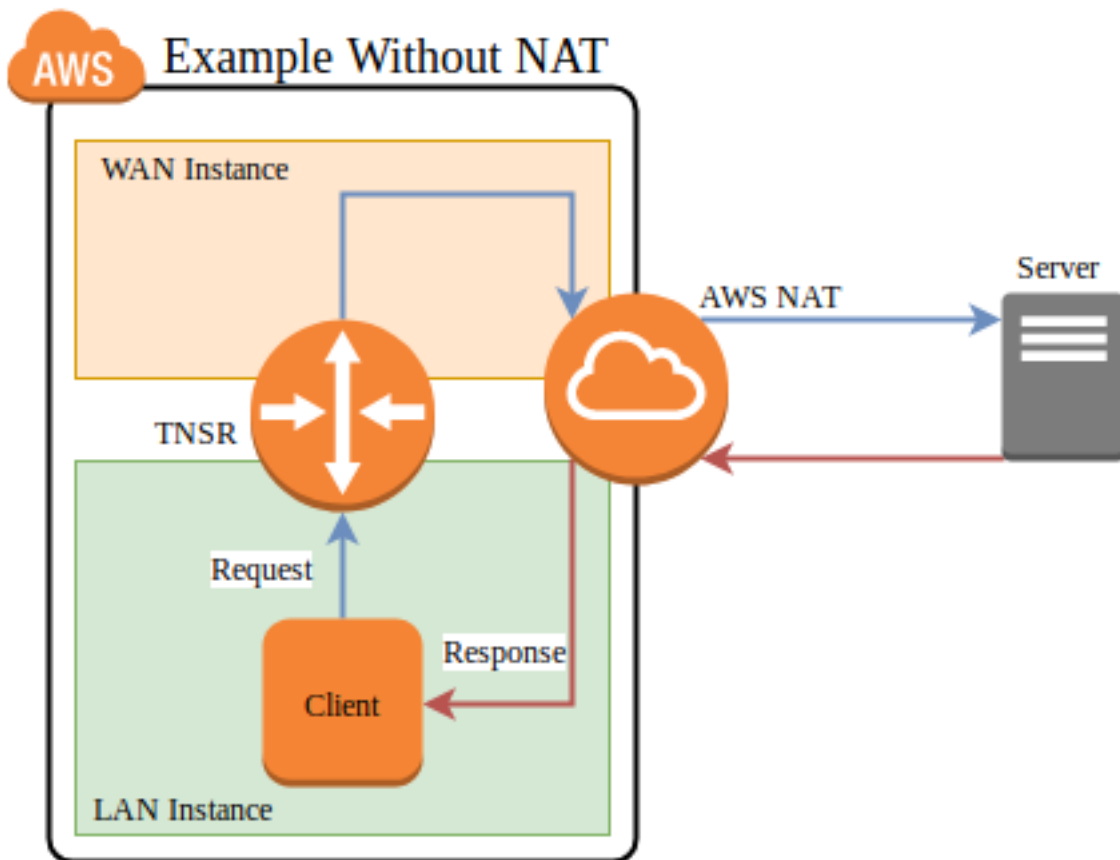 AWS
Example Without NAT
WAN Instance
Server
AWS NAT
TNSR
Request
Response
Client
LAN Instance